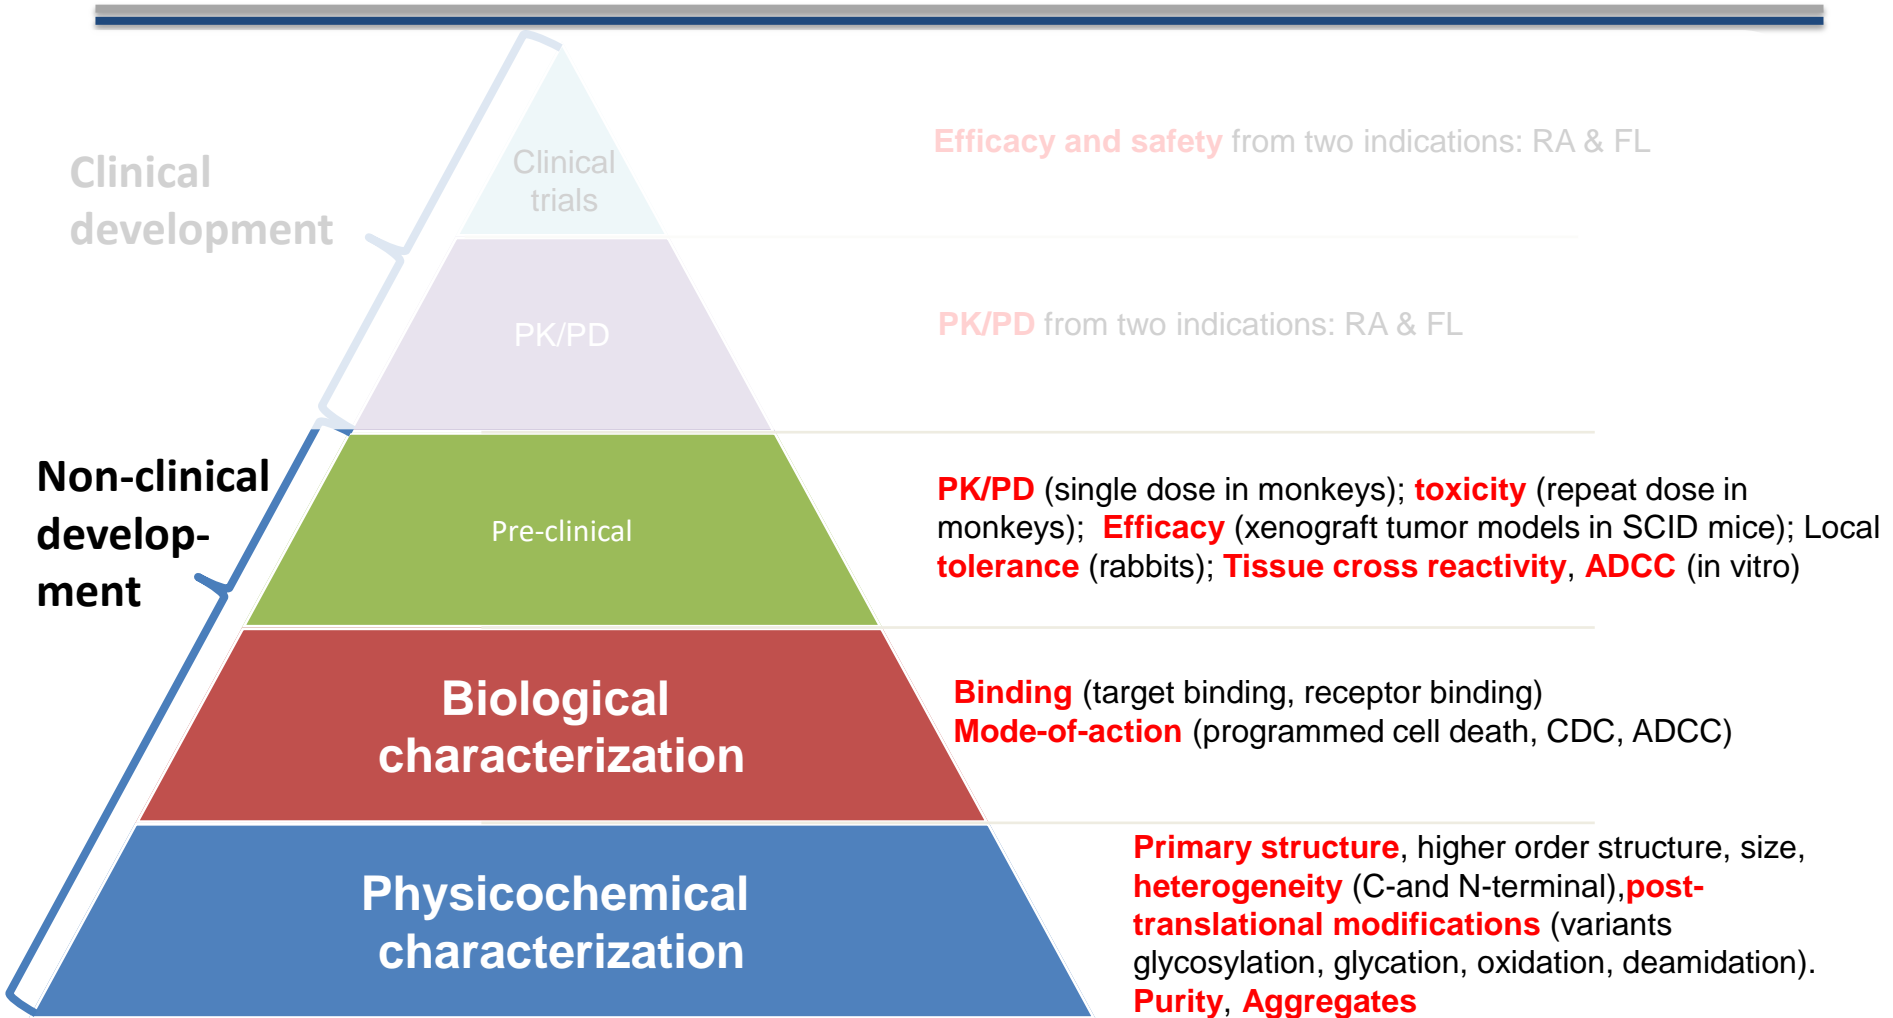 Clinical
development
Clinical
trials
Efficacy and safety from two indications: RA & FL
PK/PD
PK/PD from two indications: RA & FL
Non-clinical
develop-
ment
Pre-clinical
PK/PD (single dose in monkeys); toxicity (repeat dose in
monkeys); Efficacy (xenograft tumor models in SCID mice); Local
tolerance (rabbits); Tissue cross reactivity, ADCC (in vitro)
Biological
characterization
Binding (target binding, receptor binding)
Mode-of-action (programmed cell death, CDC, ADCC)
Physicochemical
characterization
Primary structure, higher order structure, size,
heterogeneity (C-and N-terminal),post-
translational modifications (variants
glycosylation, glycation, oxidation, deamidation).
Purity, Aggregates